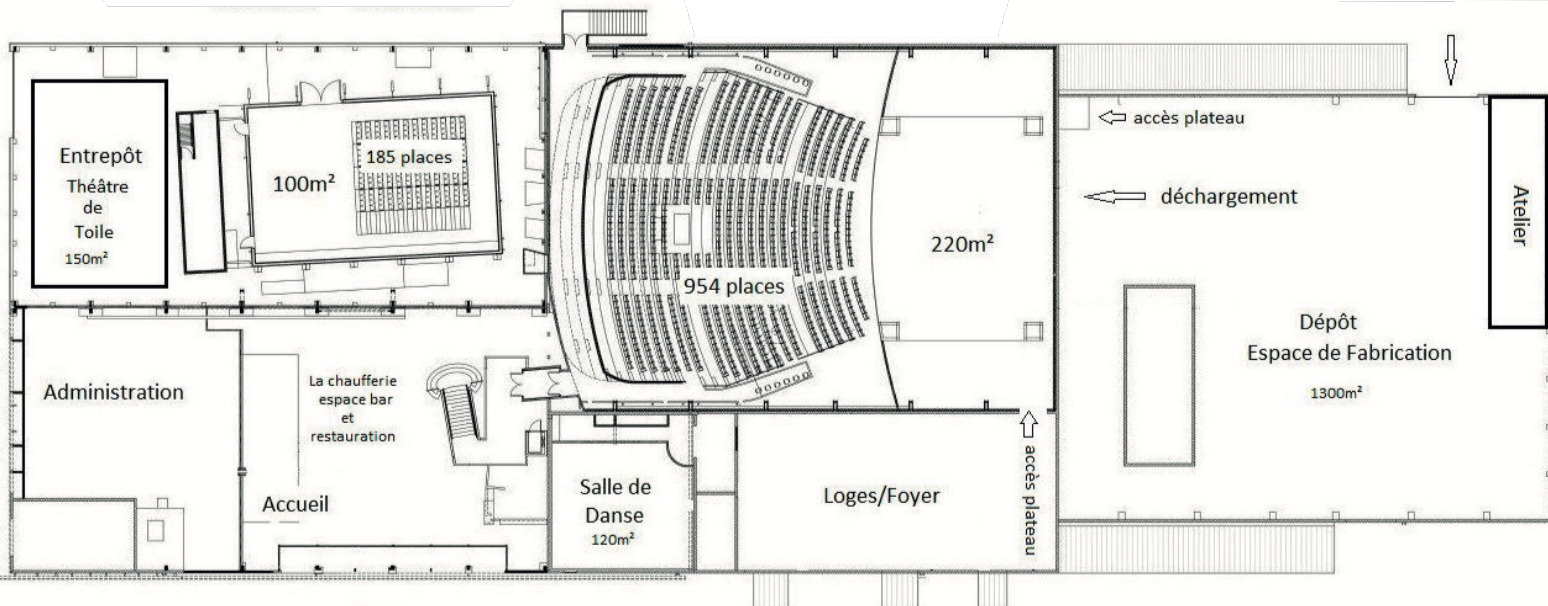 Entrepôt
Théâtre
de
Toile
150m²
100m²
185 places
954 places
220m²
accès plateau
déchargement
Atelier
Dépôt
Espace de Fabrication
1300m²
Administration
La chaufferie
espace bar
et
restauration
Accueil
Salle de
Danse
120m²
Loges/Foyer
accès plateau